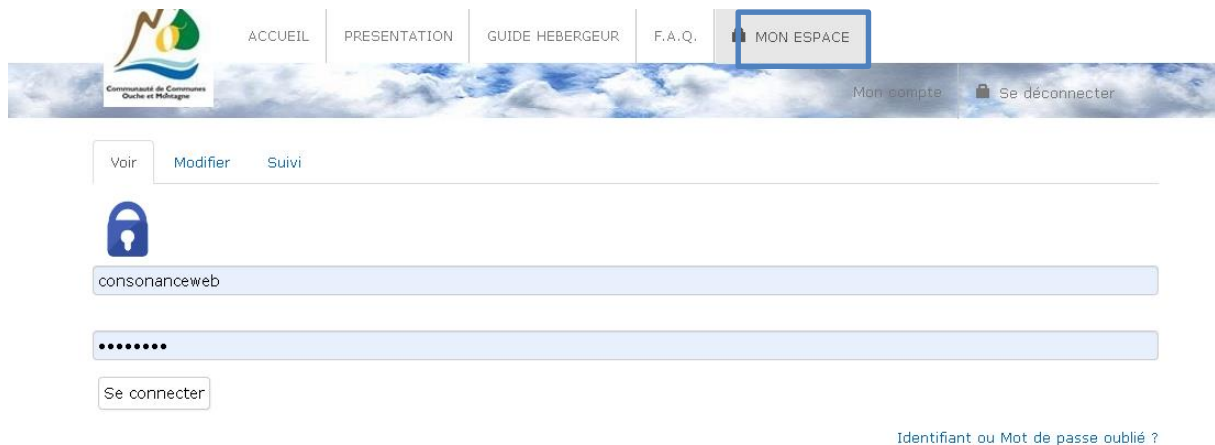 ACCUEIL PRESENTATION GUIDE HEBERGEUR F.A.Q. MON ESPACE
Communauté de Communes
Ouche et Montagne
Mon compte Se déconnecter
Voir Modifier Suivi
consonanceweb
••••••••
Se connecter
Identifiant ou Mot de passe oublié ?